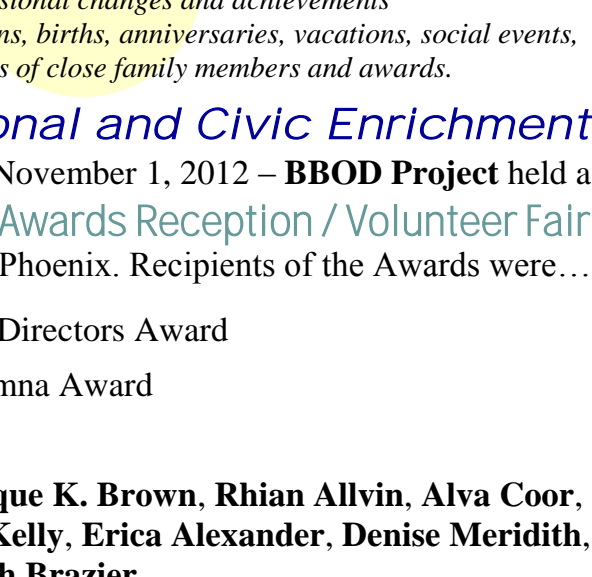 sional changes and achievements
ns, births, anniversaries, vacations, social events,
s of close family members and awards.
onal and Civic Enrichment
November 1, 2012 – BBOD Project held a
Awards Reception / Volunteer Fair
Phoenix. Recipients of the Awards were…
Directors Award
mna Award
que K. Brown, Rhian Allvin, Alva Coor,
Kelly, Erica Alexander, Denise Meridith,
h Brazier